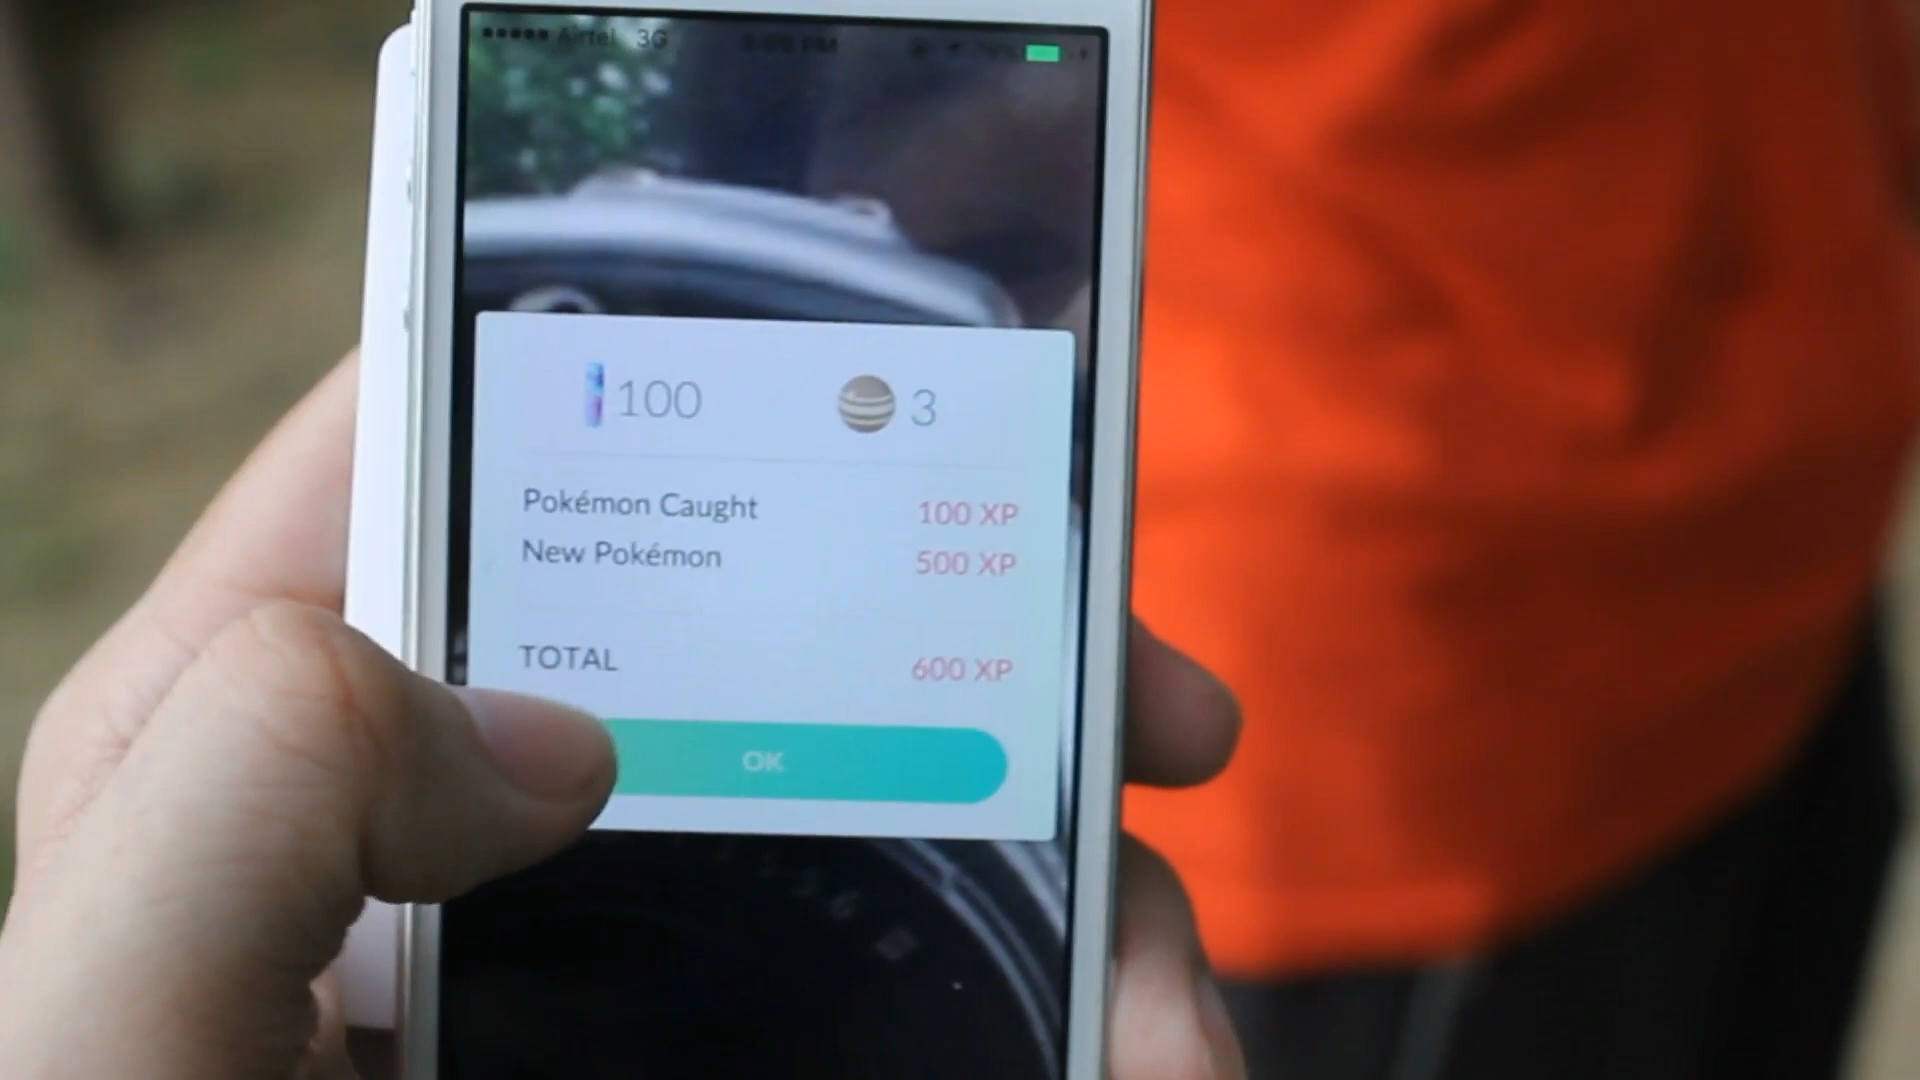 Airtel 3G
100 3
Pokémon Caught 100 XP
New Pokémon 500 XP
TOTAL 600 XP
OK